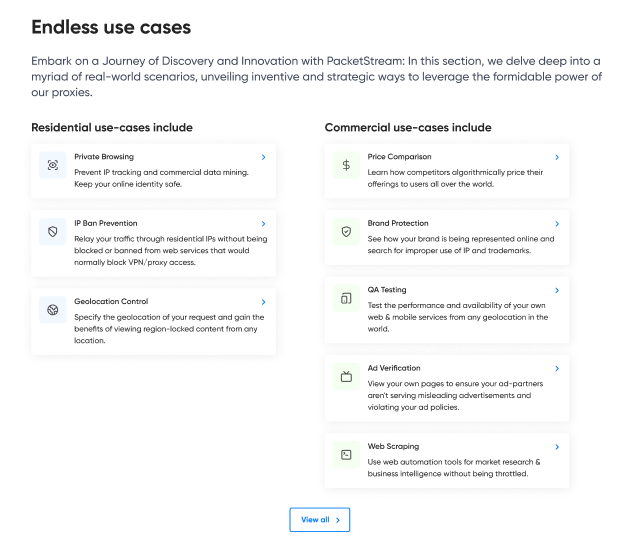 Endless use cases
Embark on a Journey of Discovery and Innovation with PacketStream: In this section, we delve deep into a
myriad of real-world scenarios, unveiling inventive and strategic ways to leverage the formidable power of
our proxies.
Residential use-cases include
Private Browsing
Prevent IP tracking and commercial data mining.
Keep your online identity safe.
IP Ban Prevention
Relay your traffic through residential IPs without being
blocked or banned from web services that would
normally block VPN/proxy access.
Geolocation Control
Specify the geolocation of your request and gain the
benefits of viewing region-locked content from any
location.
Commercial use-cases include
Price Comparison
Learn how competitors algorithmically price their
offerings to users all over the world.
Brand Protection
See how your brand is being represented online and
search for improper use of IP and trademarks.
QA Testing
Test the performance and availability of your own
web & mobile services from any geolocation in the
world.
Ad Verification
View your own pages to ensure your ad-partners
aren't serving misleading advertisements and
violating your ad policies.
Web Scraping
Use web automation tools for market research &
business intelligence without being throttled.
View all